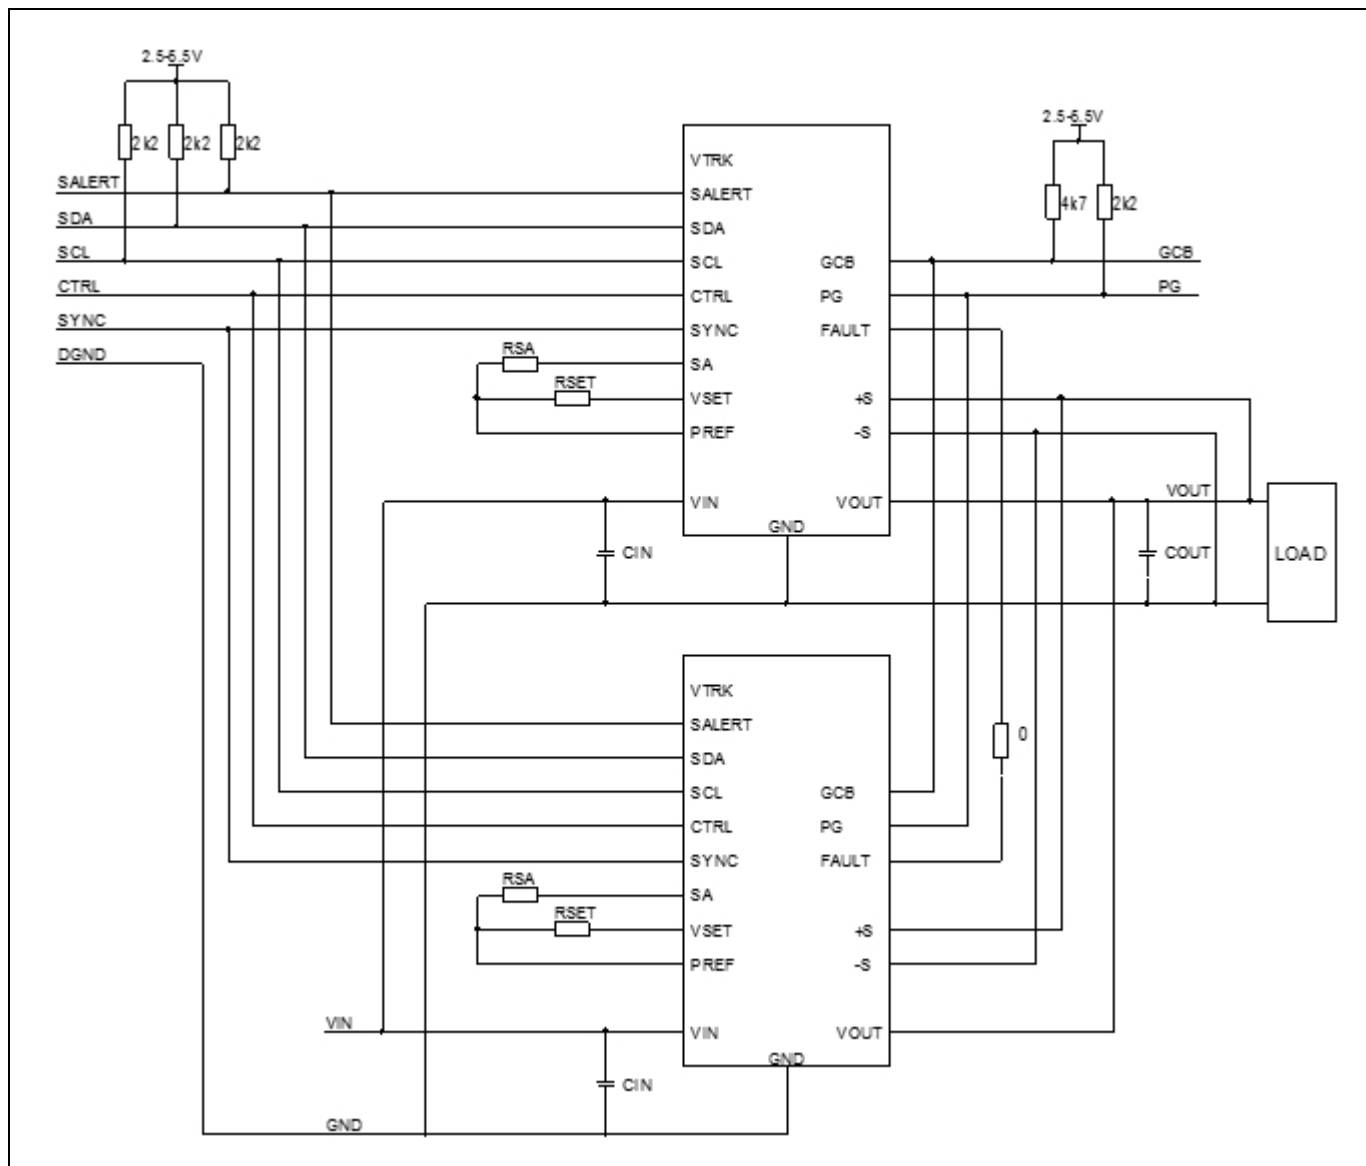 2.5-5.5V
2k2 2k2 2k2
2.5-5.5V
4k7 2k2
SALERT
SDA
SCL
CTRL
SYNC
DGND
VTRK
SALERT
SDA
SCL GCB
CTRL PG
SYNC FAULT
SA
VSET +S
PREF -S
VIN VOUT
GND
GCB
PG
RSA
RSET
CIN
VOUT
COUT
LOAD
VTRK
SALERT
SDA
SCL GCB
CTRL PG
SYNC FAULT
SA
VSET +S
PREF -S
VIN VOUT
GND
0
RSA
RSET
VIN
CIN
GND